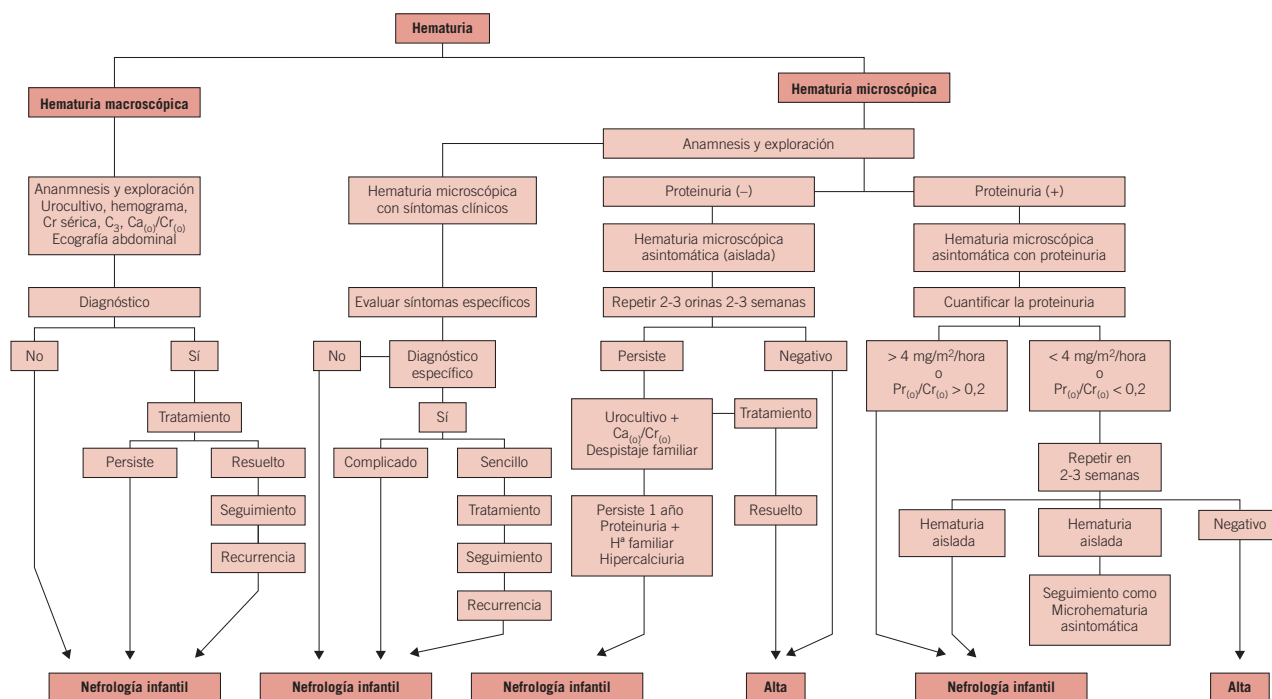 Hematuria
Hematuria macroscópica
Hematuria microscópica
Anamnesis y exploración
Ananmnesis y exploración
Urocultivo, hemograma,
Cr sérica, C3, Ca(o)/Cr(o)
Ecografía abdominal
Hematuria microscópica
con síntomas clínicos
Proteinuria (–)
Proteinuria (+)
Hematuria microscópica
asintomática (aislada)
Hematuria microscópica
asintomática con proteinuria
Diagnóstico
Evaluar síntomas específicos
Repetir 2-3 orinas 2-3 semanas
Cuantificar la proteinuria
No
Sí
No
Diagnóstico
específico
Persiste
Negativo
> 4 mg/m²/hora
o
Pr(o)/Cr(o) > 0,2
< 4 mg/m²/hora
o
Pr(o)/Cr(o) < 0,2
Tratamiento
Sí
Urocultivo +
Ca(o)/Cr(o)
Despistaje familiar
Tratamiento
Persiste
Resuelto
Complicado
Sencillo
Repetir en
2-3 semanas
Seguimiento
Tratamiento
Persiste 1 año
Proteinuria +
Hª familiar
Hipercalciuria
Resuelto
Hematuria
aislada
Hematuria
aislada
Negativo
Recurrencia
Seguimiento
Recurrencia
Seguimiento como
Microhematuria
asintomática
Nefrología infantil
Nefrología infantil
Nefrología infantil
Alta
Nefrología infantil
Alta